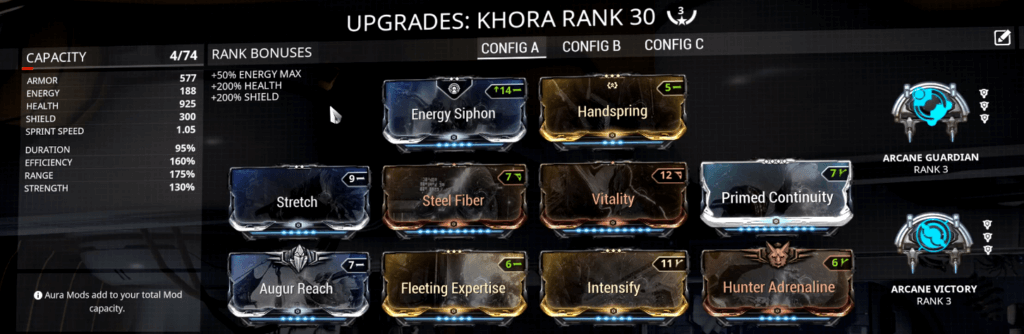 UPGRADES: KHORA RANK 30 3
CAPACITY 4/74
ARMOR 577
ENERGY 188
HEALTH 925
SHIELD 300
SPRINT SPEED 1.05
DURATION 95%
EFFICIENCY 160%
RANGE 175%
STRENGTH 130%
Aura Mods add to your total Mod
capacity.
RANK BONUSES
+50% ENERGY MAX
+200% HEALTH
+200% SHIELD
CONFIG A CONFIG B CONFIG C
14
Energy Siphon
5
Handspring
9
Stretch
7
Steel Fiber
12
Vitality
7
Primed Continuity
7
Augur Reach
6
Fleeting Expertise
11
Intensify
6
Hunter Adrenaline
ARCANE GUARDIAN
RANK 3
ARCANE VICTORY
RANK 3